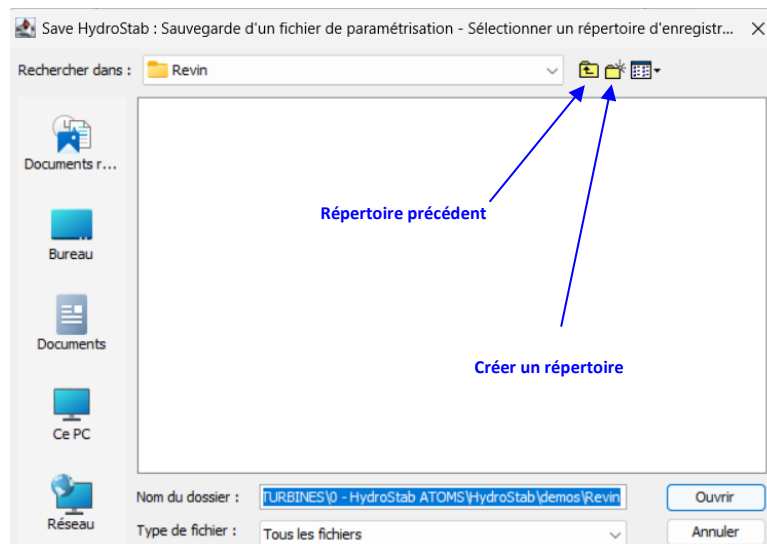 Save HydroStab : Sauvegarde d'un fichier de paramétrisation - Sélectionner un répertoire d'enregistr...
Rechercher dans :
Revin
Documents r...
Répertoire précédent
Bureau
Documents
Créer un répertoire
Ce PC
Réseau
Nom du dossier :
TURBINES\0 - HydroStab ATOMS\HydroStab\demos\Revin
Ouvrir
Type de fichier :
Tous les fichiers
Annuler